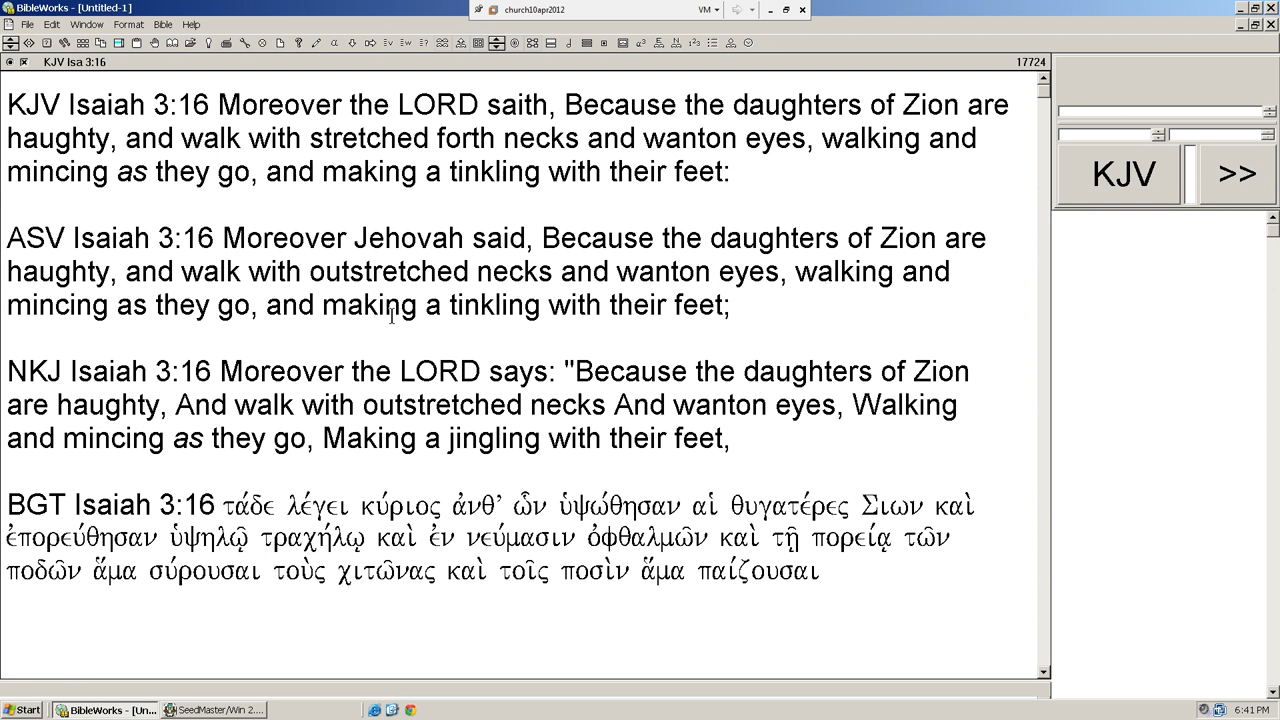 BibleWorks - [Untitled-1]
church10apr2012
VM
File Edit Window Format Bible Help
KJV Isa 3:16
17724
KJV Isaiah 3:16 Moreover the LORD saith, Because the daughters of Zion are
haughty, and walk with stretched forth necks and wanton eyes, walking and
mincing as they go, and making a tinkling with their feet:
ASV Isaiah 3:16 Moreover Jehovah said, Because the daughters of Zion are
haughty, and walk with outstretched necks and wanton eyes, walking and
mincing as they go, and making a tinkling with their feet;
NKJ Isaiah 3:16 Moreover the LORD says: "Because the daughters of Zion
are haughty, And walk with outstretched necks And wanton eyes, Walking
and mincing as they go, Making a jingling with their feet,
BGT Isaiah 3:16 τάδε λέγει κύριος ἀνθ’ ὧν ὑψώθησαν αἱ θυγατέρες Σιων καὶ
ἐπορεύθησαν ὑψηλῷ τραχήλῳ καὶ ἐν νεύμασιν ὀφθαλμῶν καὶ τῇ πορείᾳ τῶν
ποδῶν ἅμα σύρουσαι τοὺς χιτῶνας καὶ τοῖς ποσὶν ἅμα παίζουσαι
KJV
>>
Start
BibleWorks - [Un...
SeedMaster/Win 2....
6:41 PM